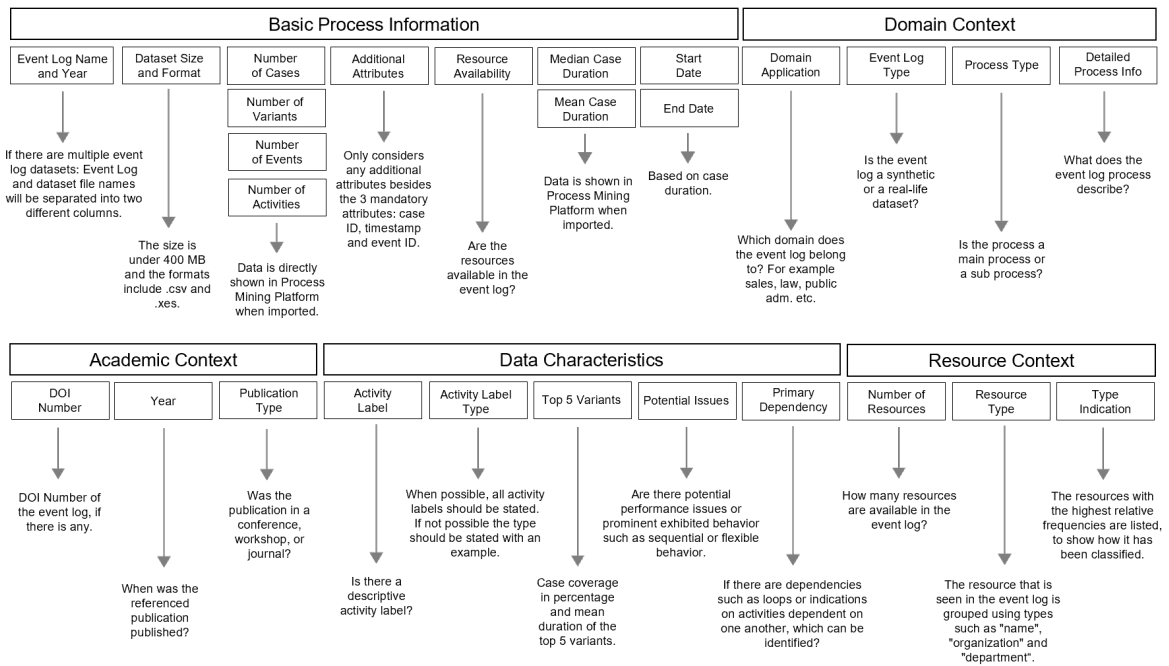 Basic Process Information
Event Log Name
and Year
If there are multiple event
log datasets: Event Log
and dataset file names
will be separated into two
different columns.
Dataset Size
and Format
The size is
under 400 MB
and the formats
include .csv and
.xes.
Number
of Cases
Number of
Variants
Number
of Events
Number of
Activities
Data is directly
shown in Process
Mining Platform
when imported.
Additional
Attributes
Only considers
any additional
attributes besides
the 3 mandatory
attributes: case
ID, timestamp
and event ID.
Resource
Availability
Are the
resources
available in the
event log?
Median Case
Duration
Mean Case
Duration
Data is shown in
Process Mining
Platform when
imported.
Start
Date
End Date
Based on case
duration.
Domain Context
Domain
Application
Which domain does
the event log belong
to? For example
sales, law, public
adm. etc.
Event Log
Type
Is the event
log a synthetic
or a real-life
dataset?
Process Type
Is the process a
main process or
a sub process?
Detailed
Process Info
What does the
event log process
describe?
Academic Context
DOI
Number
DOI Number of
the event log, if
there is any.
Year
When was the
referenced
publication
published?
Publication
Type
Was the
publication in a
conference,
workshop, or
journal?
Data Characteristics
Activity
Label
Is there a
descriptive
activity label?
Activity Label
Type
When possible, all activity
labels should be stated.
If not possible the type
should be stated with an
example.
Top 5 Variants
Case coverage
in percentage
and mean
duration of the
top 5 variants.
Potential Issues
Are there potential
performance issues or
prominent exhibited behavior
such as sequential or flexible
behavior.
Primary
Dependency
If there are dependencies
such as loops or indications
on activities dependent on
one another, which can be
identified?
Resource Context
Number of
Resources
How many resources
are available in the
event log?
Resource
Type
The resource that is
seen in the event log is
grouped using types
such as "name",
"organization" and
"department".
Type
Indication
The resources with
the highest relative
frequencies are listed,
to show how it has
been classified.